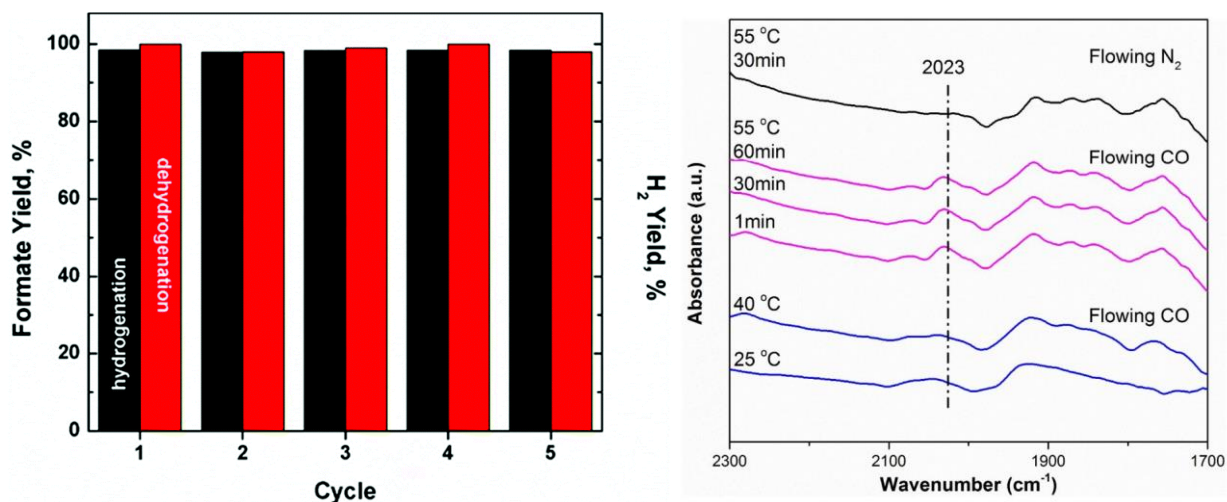 100
80
60
40
20
0
Formate Yield, %
hydrogenation
dehydrogenation
H2 Yield, %
1 2 3 4 5
Cycle
55 °C
30min
Flowing N2
2023
55 °C
60min
Flowing CO
30min
1min
40 °C
Flowing CO
25 °C
Absorbance (a.u.)
2300 2100 1900 1700
Wavenumber (cm-1)